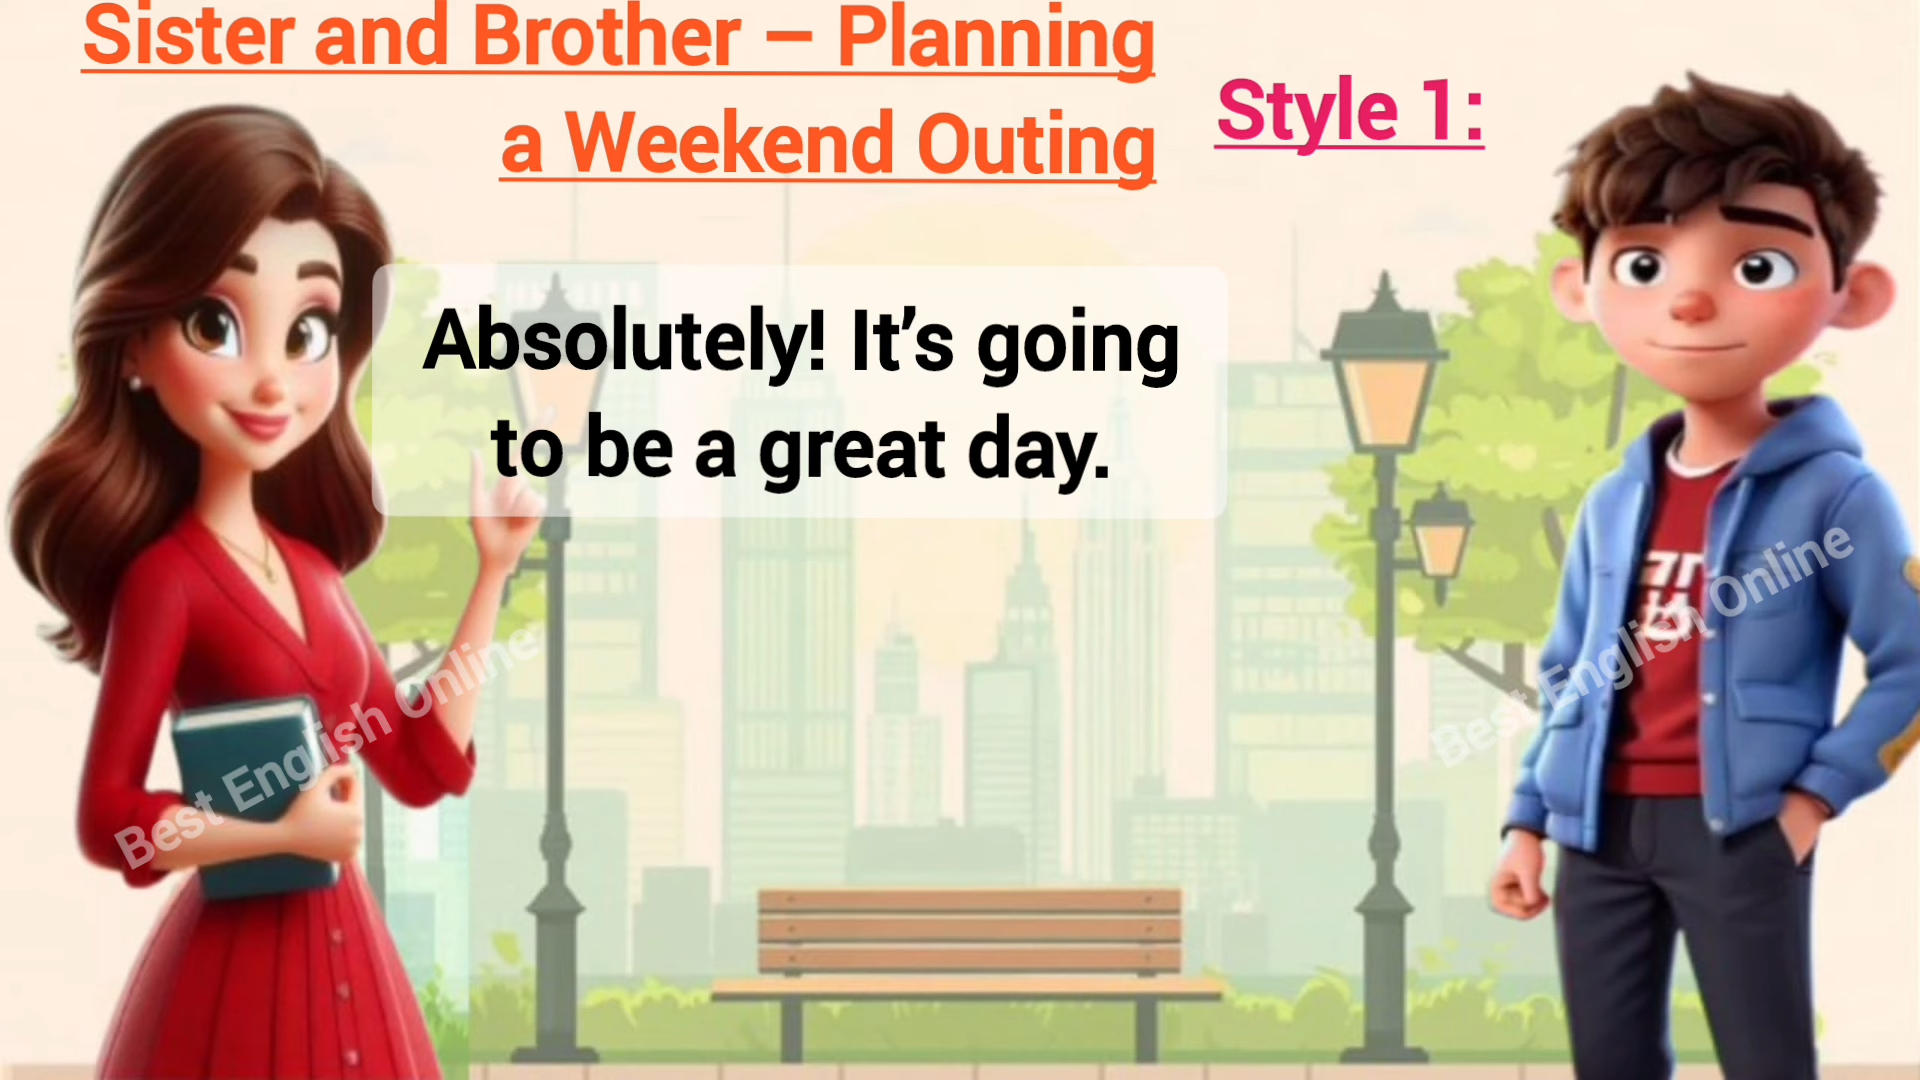 Sister and Brother – Planning
a Weekend Outing
Style 1:
Absolutely! It’s going
to be a great day.
Best English Online
Best English Online